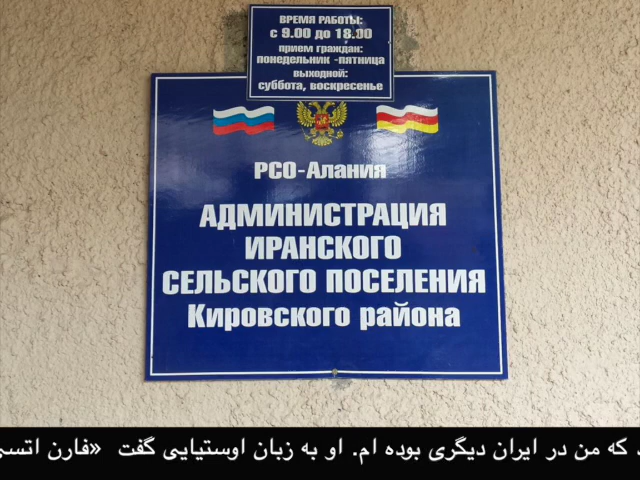 ВРЕМЯ РАБОТЫ:
с 9.00 до 18.00
прием граждан:
понедельник -пятница
выходной:
суббота, воскресенье
РСО-Алания
АДМИНИСТРАЦИЯ
ИРАНСКОГО
СЕЛЬСКОГО ПОСЕЛЕНИЯ
Кировского района
که من در ایران دیگری بوده ام. او به زبان اوستیایی گفت «فارن